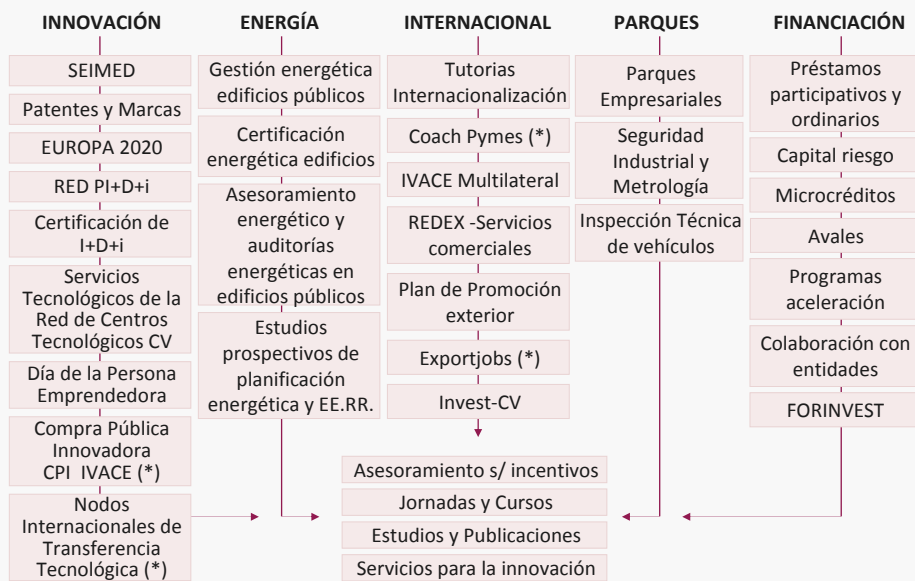 INNOVACIÓN
SEIMED
Patentes y Marcas
EUROPA 2020
RED PI+D+i
Certificación de
I+D+i
Servicios
Tecnológicos de la
Red de Centros
Tecnológicos CV
Día de la Persona
Emprendedora
Compra Pública
Innovadora
CPI IVACE (*)
Nodos
Internacionales de
Transferencia
Tecnológica (*)
ENERGÍA
Gestión energética
edificios públicos
Certificación
energética edificios
Asesoramiento
energético y
auditorías
energéticas en
edificios públicos
Estudios
prospectivos de
planificación
energética y EE.RR.
INTERNACIONAL
Tutorias
Internacionalización
Coach Pymes (*)
IVACE Multilateral
REDEX -Servicios
comerciales
Plan de Promoción
exterior
Exportjobs (*)
Invest-CV
PARQUES
Parques
Empresariales
Seguridad
Industrial y
Metrología
Inspección Técnica
de vehículos
FINANCIACIÓN
Préstamos
participativos y
ordinarios
Capital riesgo
Microcréditos
Avales
Programas
aceleración
Colaboración con
entidades
FORINVEST
Asesoramiento s/ incentivos
Jornadas y Cursos
Estudios y Publicaciones
Servicios para la innovación